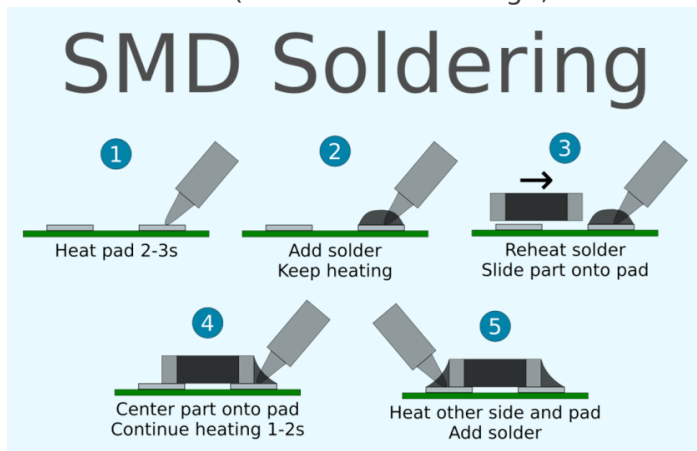 SMD Soldering
1
Heat pad 2-3s
2
Add solder
Keep heating
3
Reheat solder
Slide part onto pad
4
Center part onto pad
Continue heating 1-2s
5
Heat other side and pad
Add solder